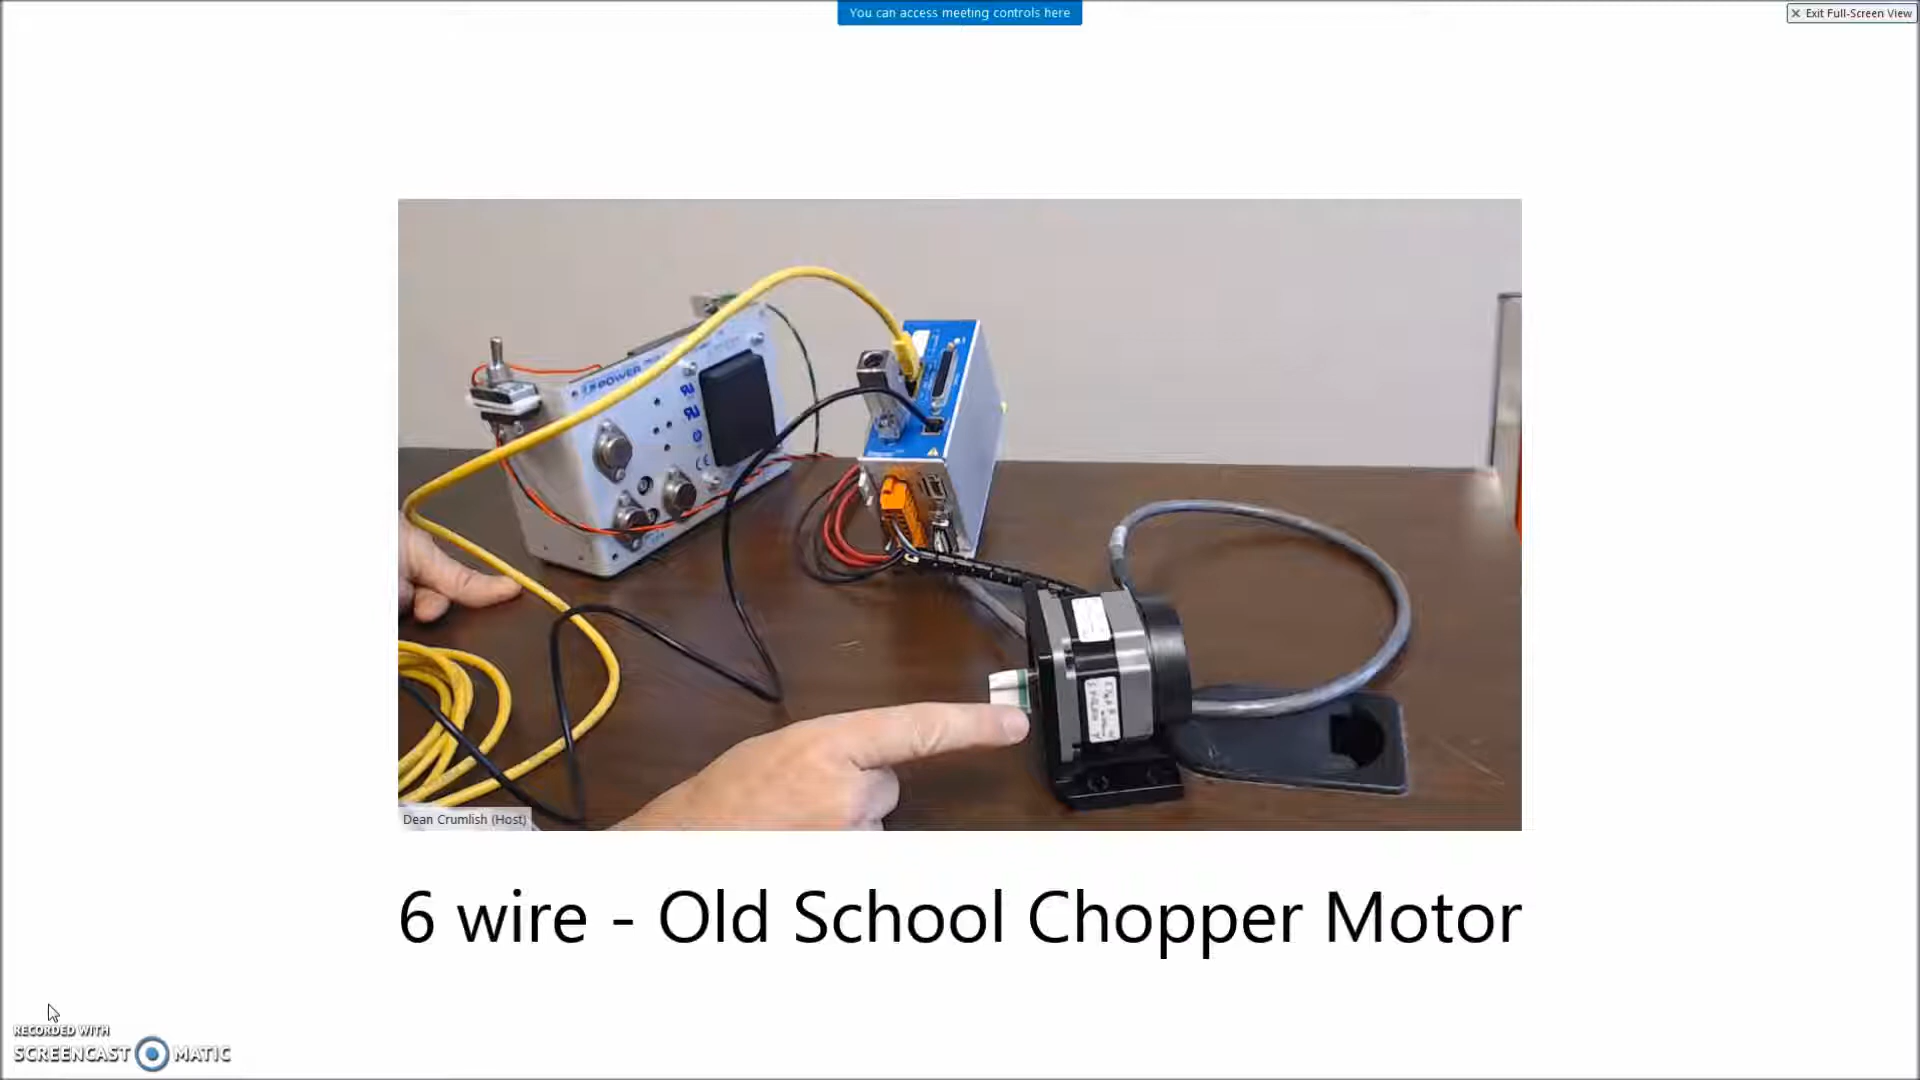 You can access meeting controls here
Exit Full-Screen View
POWER
Dean Crumlish (Host)
6 wire - Old School Chopper Motor
RECORDED WITH
SCREENCAST MATIC